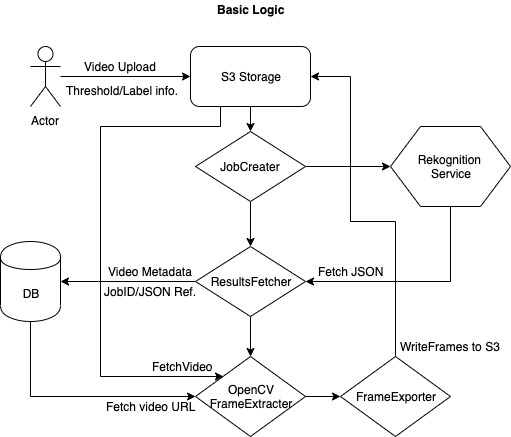 Basic Logic
Video Upload
Threshold/Label info.
Actor
S3 Storage
JobCreater
Rekognition
Service
Fetch JSON
Video Metadata
JobID/JSON Ref.
ResultsFetcher
DB
FetchVideo
Fetch video URL
OpenCV
FrameExtracter
WriteFrames to S3
FrameExporter